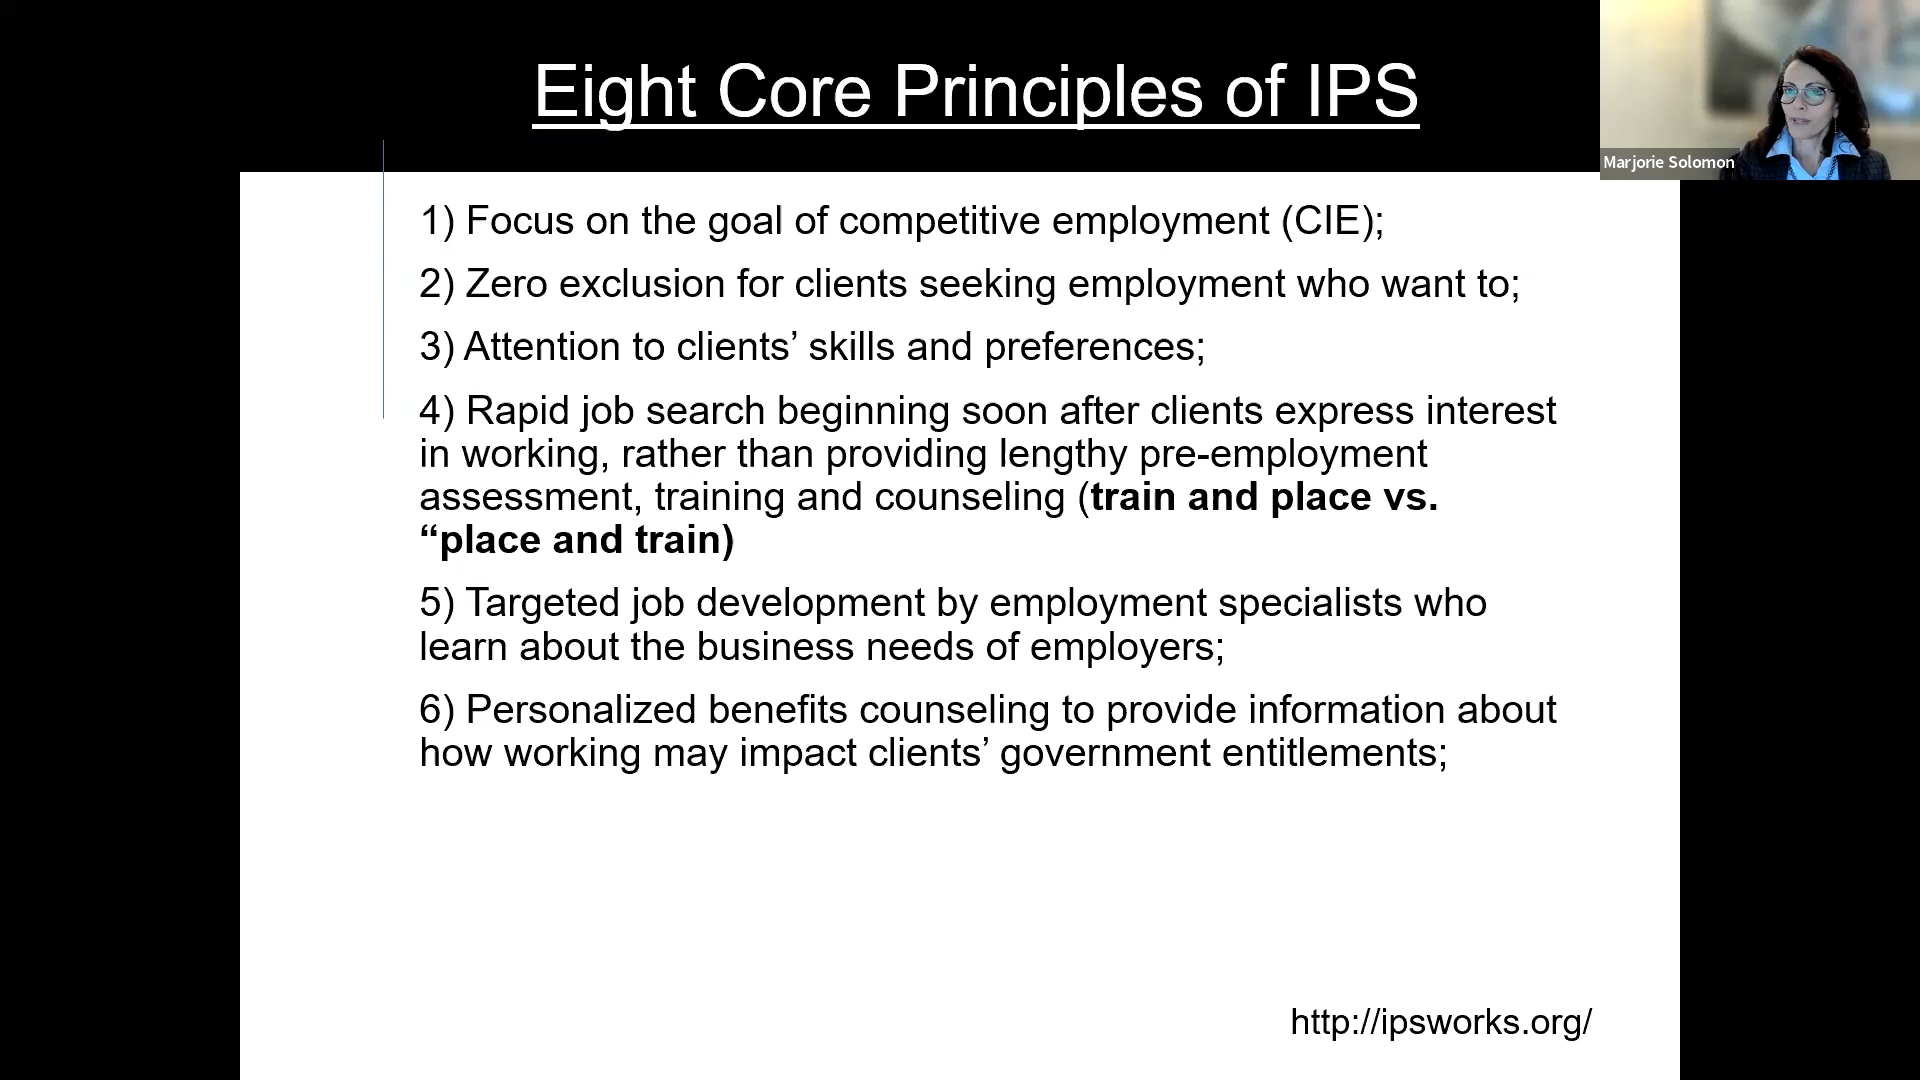 Eight Core Principles of IPS
Marjorie Solomon
1) Focus on the goal of competitive employment (CIE);
2) Zero exclusion for clients seeking employment who want to;
3) Attention to clients’ skills and preferences;
4) Rapid job search beginning soon after clients express interest
in working, rather than providing lengthy pre-employment
assessment, training and counseling (train and place vs.
“place and train)
5) Targeted job development by employment specialists who
learn about the business needs of employers;
6) Personalized benefits counseling to provide information about
how working may impact clients’ government entitlements;
http://ipsworks.org/